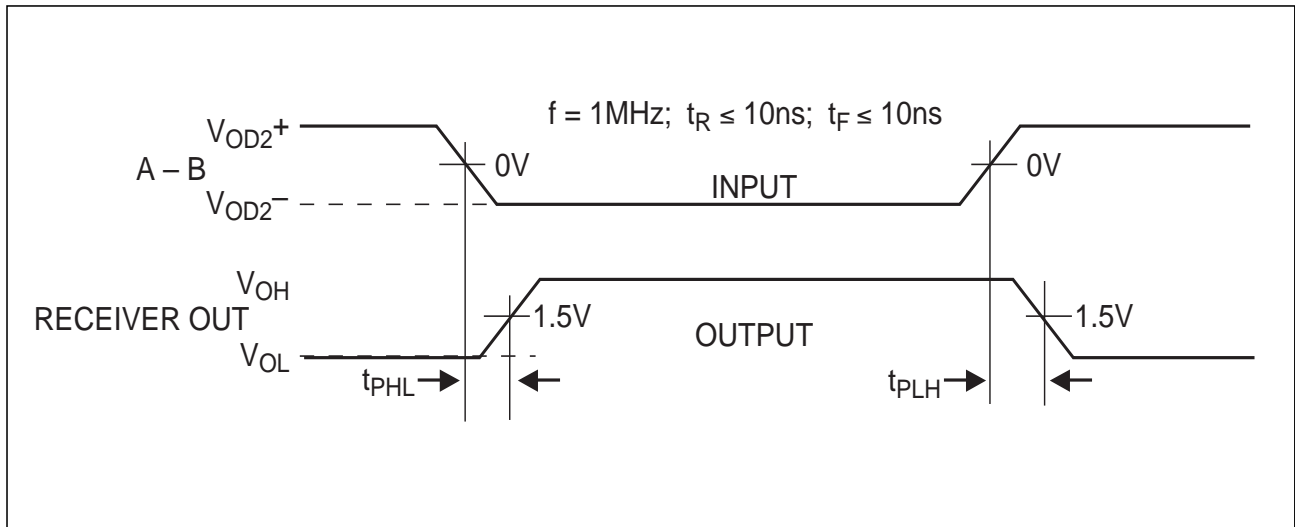 f = 1MHz; tR ≤ 10ns; tF ≤ 10ns
VOD2+
A – B
VOD2–
0V
INPUT
0V
VOH
RECEIVER OUT
VOL
1.5V
OUTPUT
1.5V
tPHL
tPLH